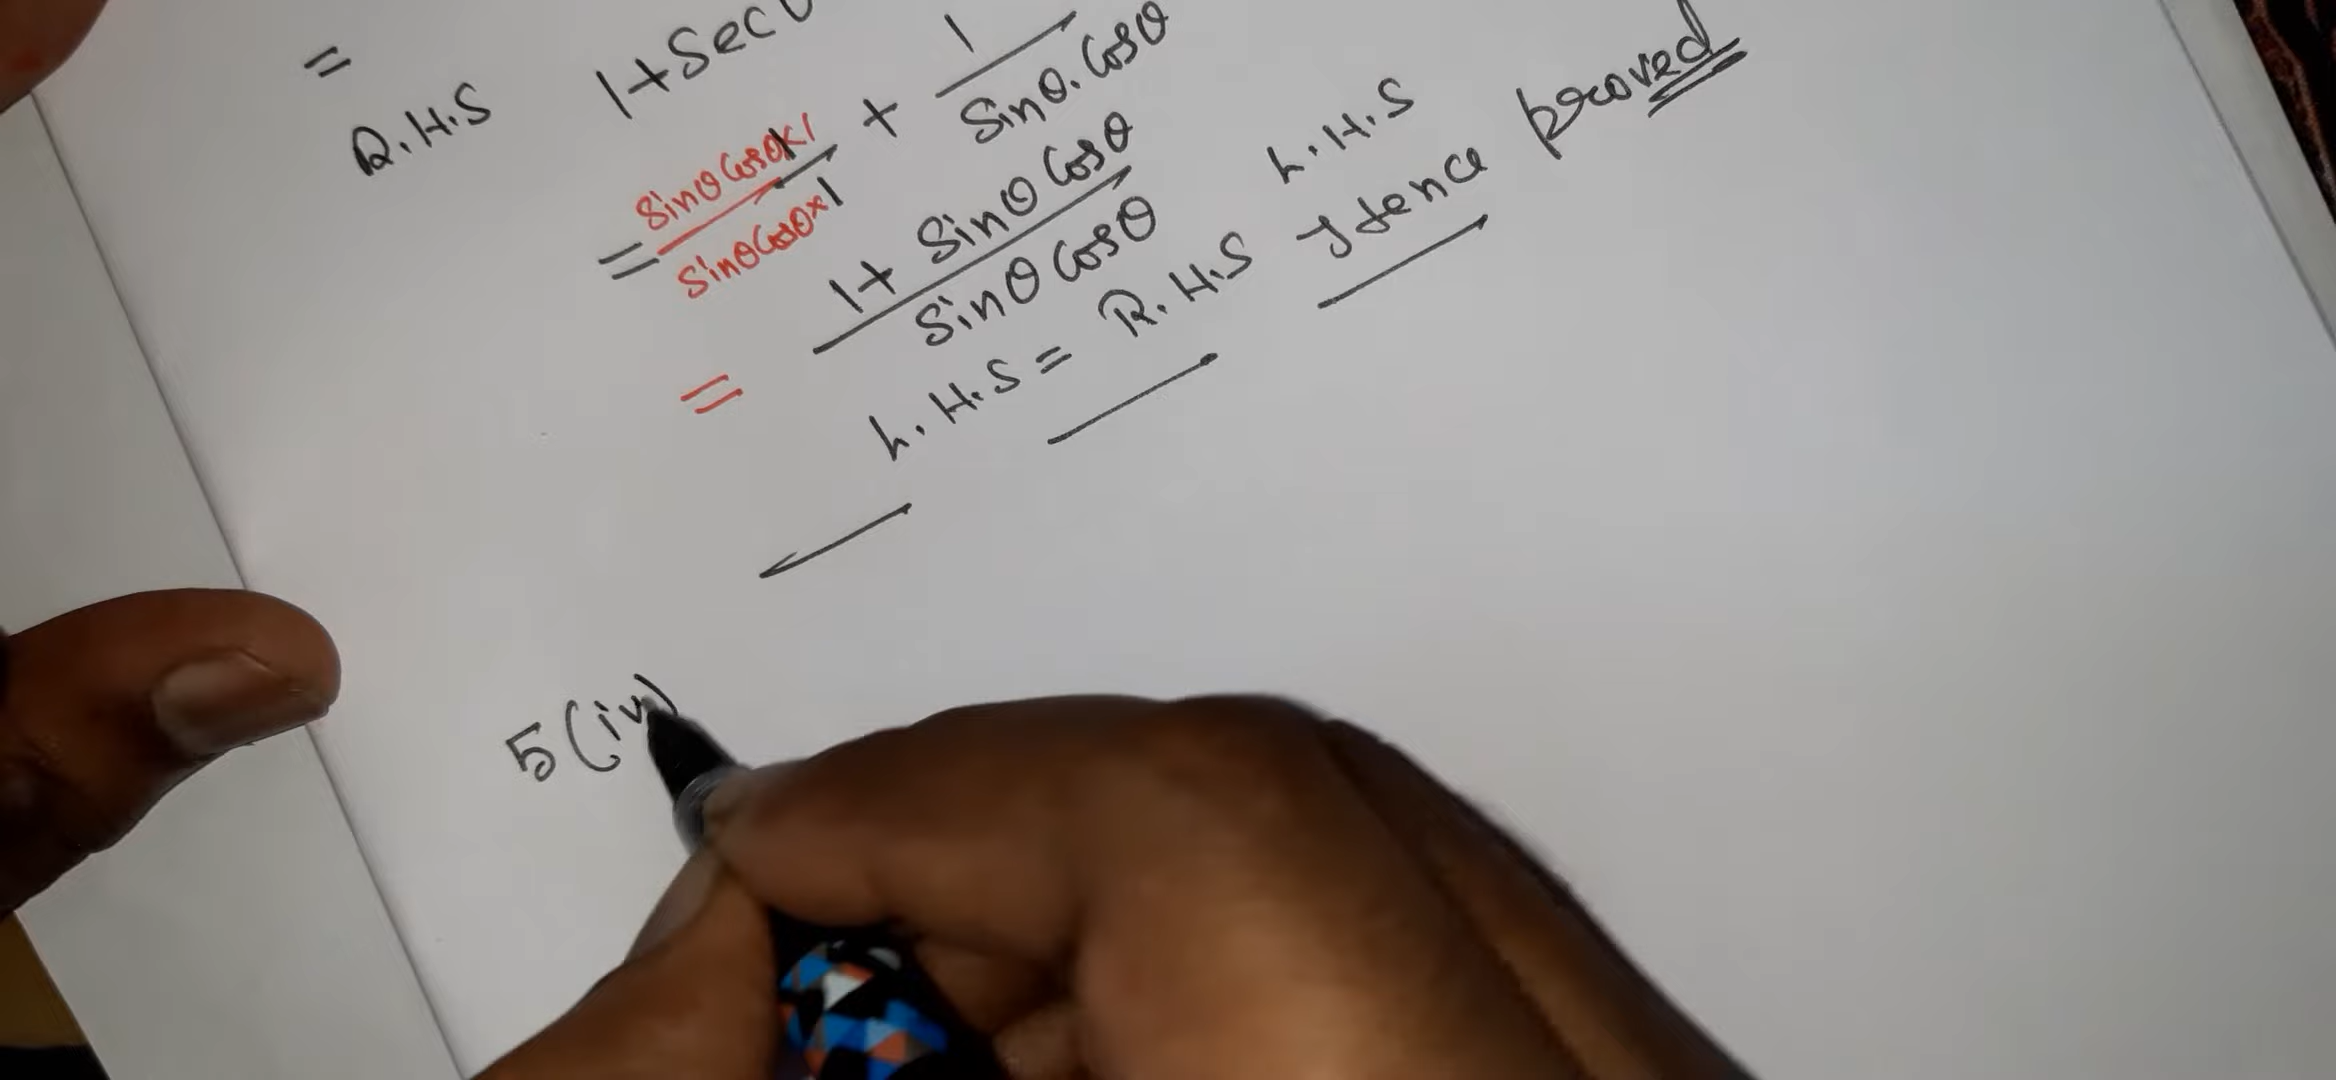 =
R.H.S 1+Sec
= sinθ cosθ×1 / sinθ cosθ×1 + 1 / sinθ.cosθ
= 1+ sinθ cosθ / sinθ cosθ
L.H.S
L.H.S = R.H.S Hence proved
5(iv)